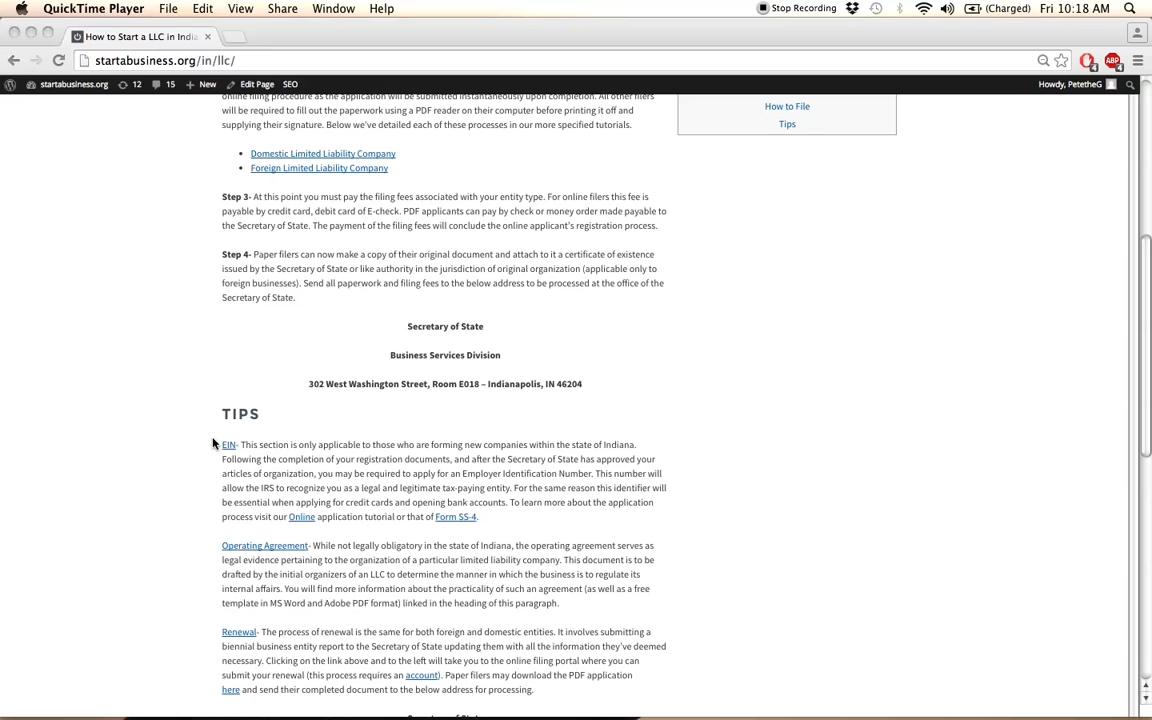 QuickTime Player File Edit View Share Window Help Stop Recording (Charged) Fri 10:18 AM
How to Start a LLC in India
startabusiness.org/in/llc/
startabusiness.org 12 15 New Edit Page SEO Howdy, PetetheG
online filing procedure as the application will be submitted instantaneously upon completion. All other filers
will be required to fill out the paperwork using a PDF reader on their computer before printing it off and
supplying their signature. Below we've detailed each of these processes in our more specified tutorials.
How to File
Tips
Domestic Limited Liability Company
Foreign Limited Liability Company
Step 3- At this point you must pay the filing fees associated with your entity type. For online filers this fee is
payable by credit card, debit card of E-check. PDF applicants can pay by check or money order made payable to
the Secretary of State. The payment of the filing fees will conclude the online applicant's registration process.
Step 4- Paper filers can now make a copy of their original document and attach to it a certificate of existence
issued by the Secretary of State or like authority in the jurisdiction of original organization (applicable only to
foreign businesses). Send all paperwork and filing fees to the below address to be processed at the office of the
Secretary of State.
Secretary of State
Business Services Division
302 West Washington Street, Room E018 – Indianapolis, IN 46204
TIPS
EIN- This section is only applicable to those who are forming new companies within the state of Indiana.
Following the completion of your registration documents, and after the Secretary of State has approved your
articles of organization, you may be required to apply for an Employer Identification Number. This number will
allow the IRS to recognize you as a legal and legitimate tax-paying entity. For the same reason this identifier will
be essential when applying for credit cards and opening bank accounts. To learn more about the application
process visit our Online application tutorial or that of Form SS-4.
Operating Agreement- While not legally obligatory in the state of Indiana, the operating agreement serves as
legal evidence pertaining to the organization of a particular limited liability company. This document is to be
drafted by the initial organizers of an LLC to determine the manner in which the business is to regulate its
internal affairs. You will find more information about the practicality of such an agreement (as well as a free
template in MS Word and Adobe PDF format) linked in the heading of this paragraph.
Renewal- The process of renewal is the same for both foreign and domestic entities. It involves submitting a
biennial business entity report to the Secretary of State updating them with all the information they've deemed
necessary. Clicking on the link above and to the left will take you to the online filing portal where you can
submit your renewal (this process requires an account). Paper filers may download the PDF application
here and send their completed document to the below address for processing.